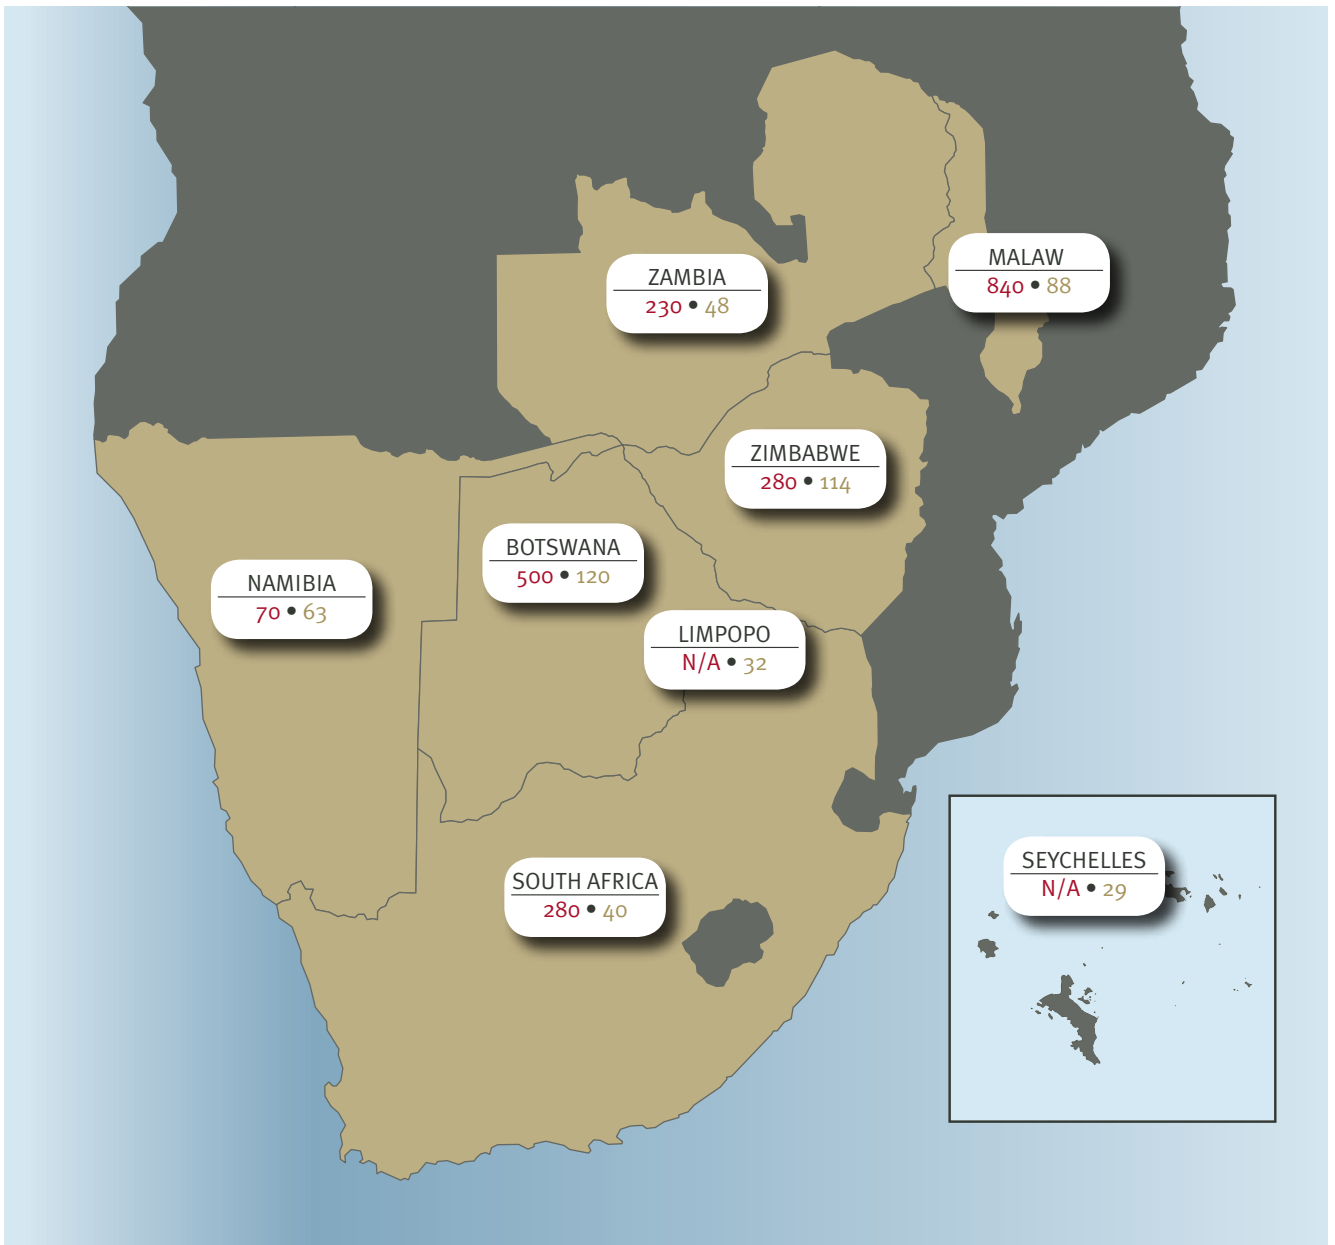 MALAW
840 • 88
ZAMBIA
230 • 48
ZIMBABWE
280 • 114
BOTSWANA
500 • 120
NAMIBIA
70 • 63
LIMPOPO
N/A • 32
SEYCHELLES
N/A • 29
SOUTH AFRICA
280 • 40